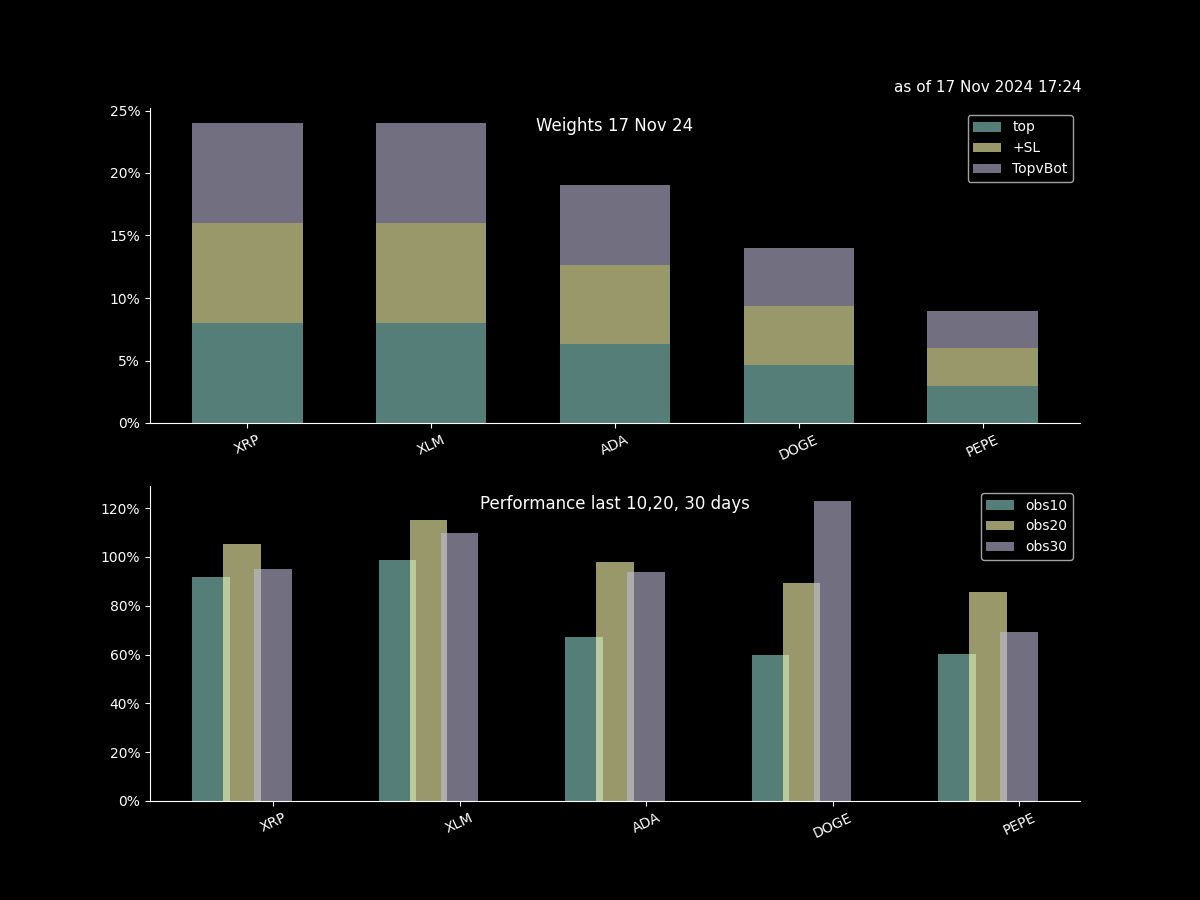 as of 17 Nov 2024 17:24
25%
Weights 17 Nov 24
top
+SL
TopvBot
20%
15%
10%
5%
0%
XRP
XLM
ADA
DOGE
PEPE
Performance last 10,20, 30 days
obs10
obs20
obs30
120%
100%
80%
60%
40%
20%
0%
XRP
XLM
ADA
DOGE
PEPE